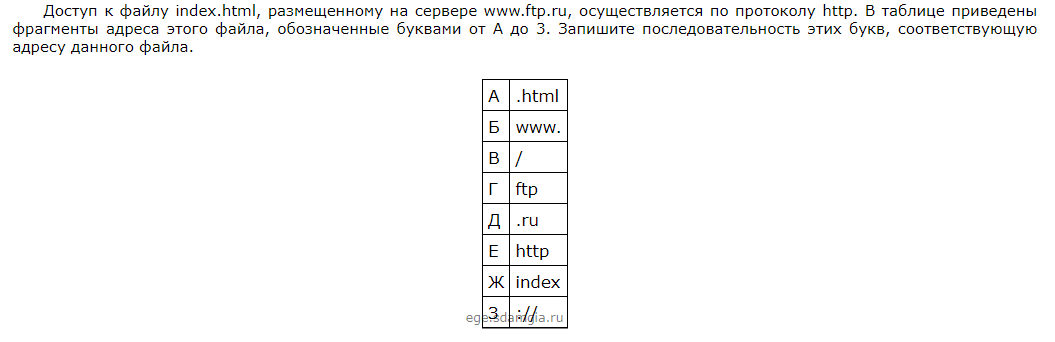 Доступ к файлу index.html, размещенному на сервере www.ftp.ru, осуществляется по протоколу http. В таблице приведены
фрагменты адреса этого файла, обозначенные буквами от А до З. Запишите последовательность этих букв, соответствующую
адресу данного файла.
А .html
Б www.
В /
Г ftp
Д .ru
Е http
Ж index
З ://
ege.sdamgia.ru